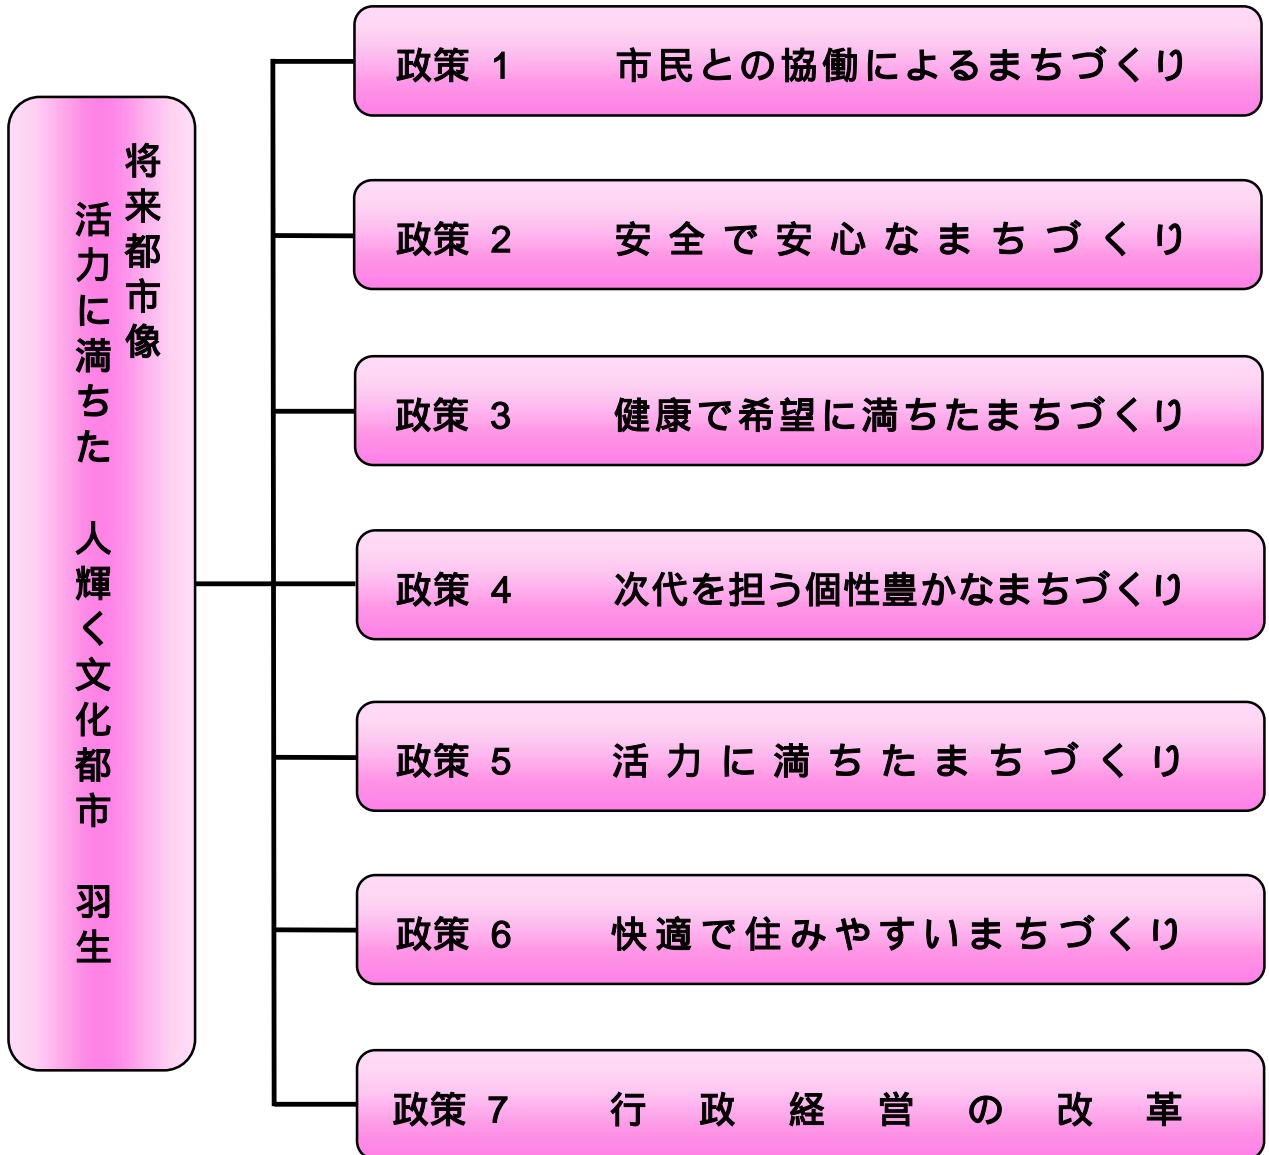 将来都市像
活力に満ちた　人輝く文化都市　羽生
政策 1　市民との協働によるまちづくり
政策 2　安全で安心なまちづくり
政策 3　健康で希望に満ちたまちづくり
政策 4　次代を担う個性豊かなまちづくり
政策 5　活力に満ちたまちづくり
政策 6　快適で住みやすいまちづくり
政策 7　行政経営の改革